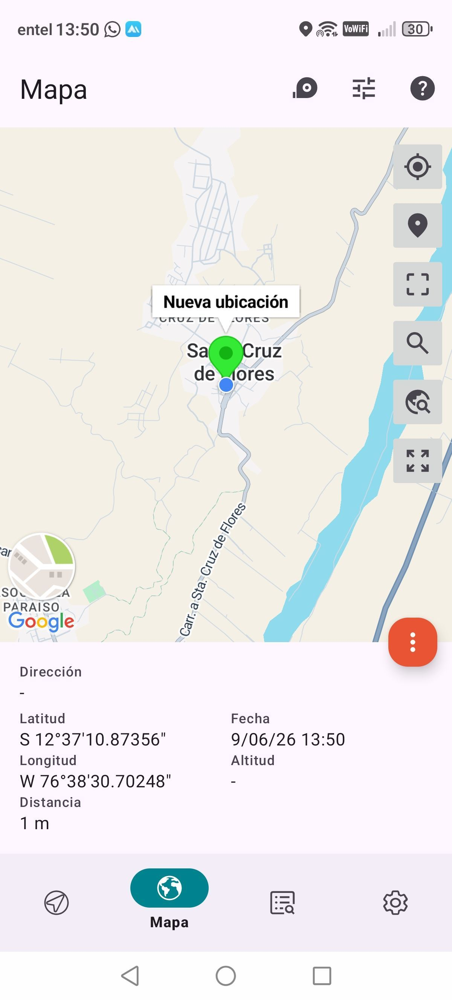 entel 13:50 VoWiFi 30
Mapa
Nueva ubicación
CRUZ DE
Cruz
de
Carr. a Sta. Cruz de Flores
PARAISO
Google
Dirección
-
Latitud
Fecha
S 12°37'10.87356"
9/06/26 13:50
Longitud
Altitud
W 76°38'30.70248"
-
Distancia
1 m
Mapa